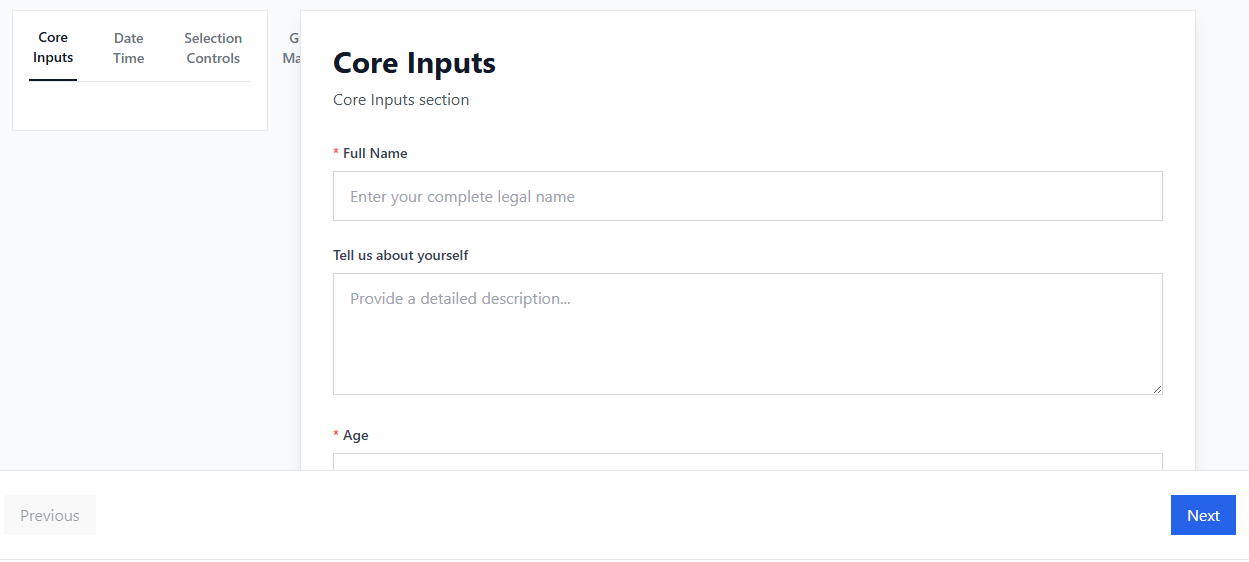 Core
Inputs
Date
Time
Selection
Controls
G
Ma
Core Inputs
Core Inputs section
* Full Name
Enter your complete legal name
Tell us about yourself
Provide a detailed description...
* Age
Previous
Next